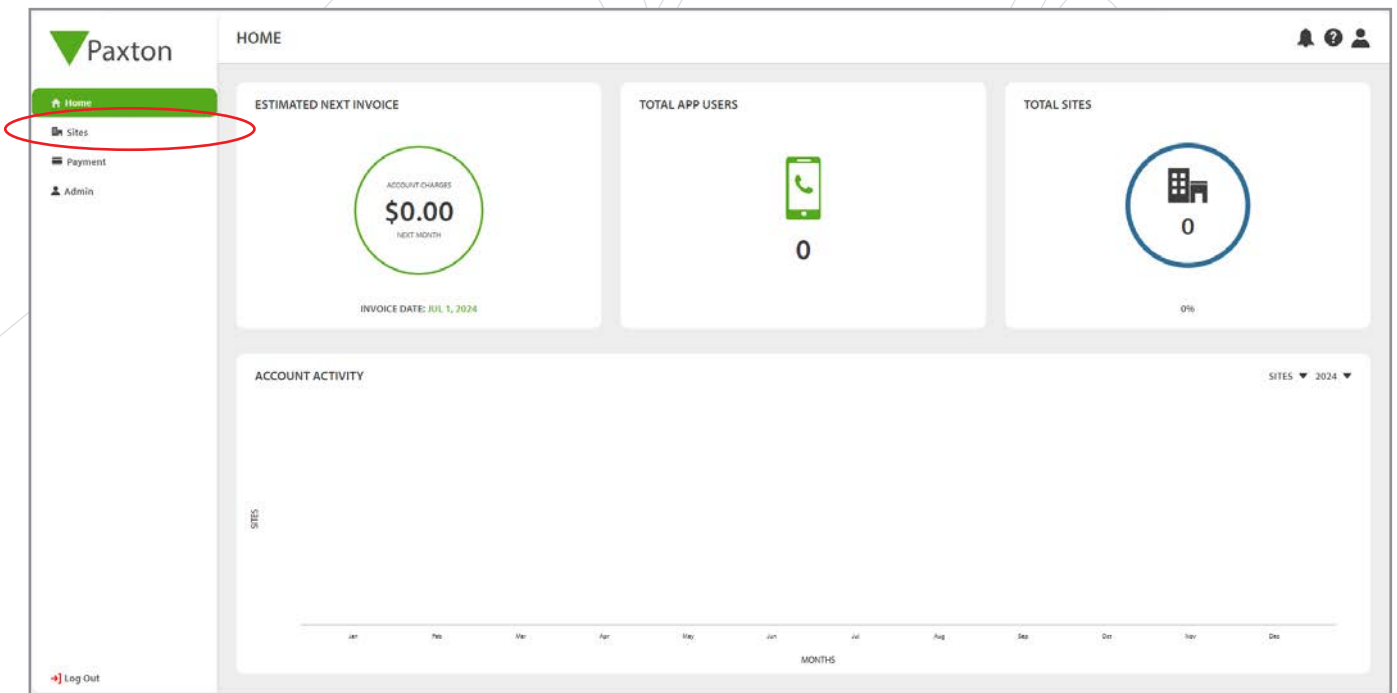 Paxton
HOME
Home
Sites
Payment
Admin
Log Out
ESTIMATED NEXT INVOICE
ACCOUNT CHARGES
$0.00
NEXT MONTH
INVOICE DATE: JUL 1, 2024
TOTAL APP USERS
0
TOTAL SITES
0
0%
ACCOUNT ACTIVITY
SITES 2024
SITES
Jan Feb Mar Apr May Jun Jul Aug Sep Oct Nov Dec
MONTHS